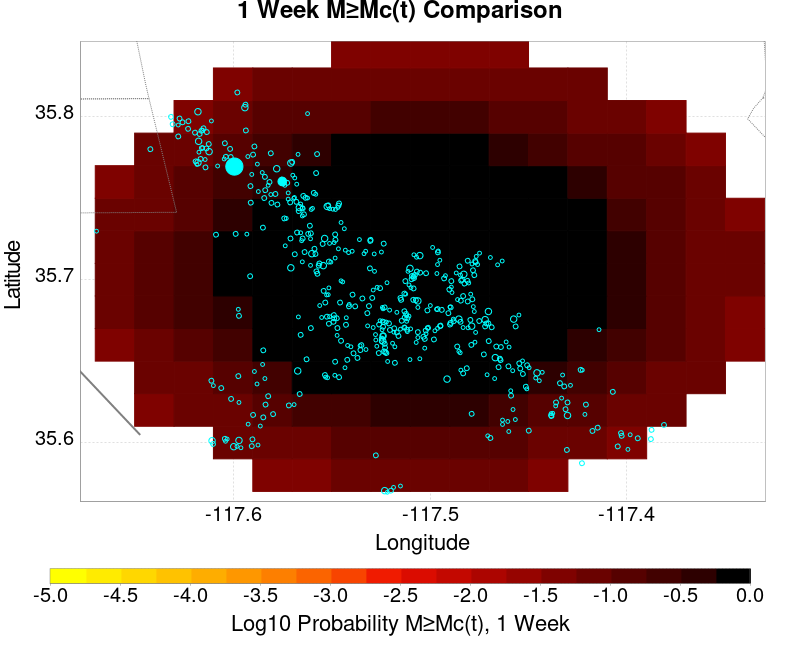 1 Week M≥Mc(t) Comparison
35.8
35.7
35.6
Latitude
-117.6 -117.5 -117.4
Longitude
-5.0 -4.5 -4.0 -3.5 -3.0 -2.5 -2.0 -1.5 -1.0 -0.5 0.0
Log10 Probability M≥Mc(t), 1 Week